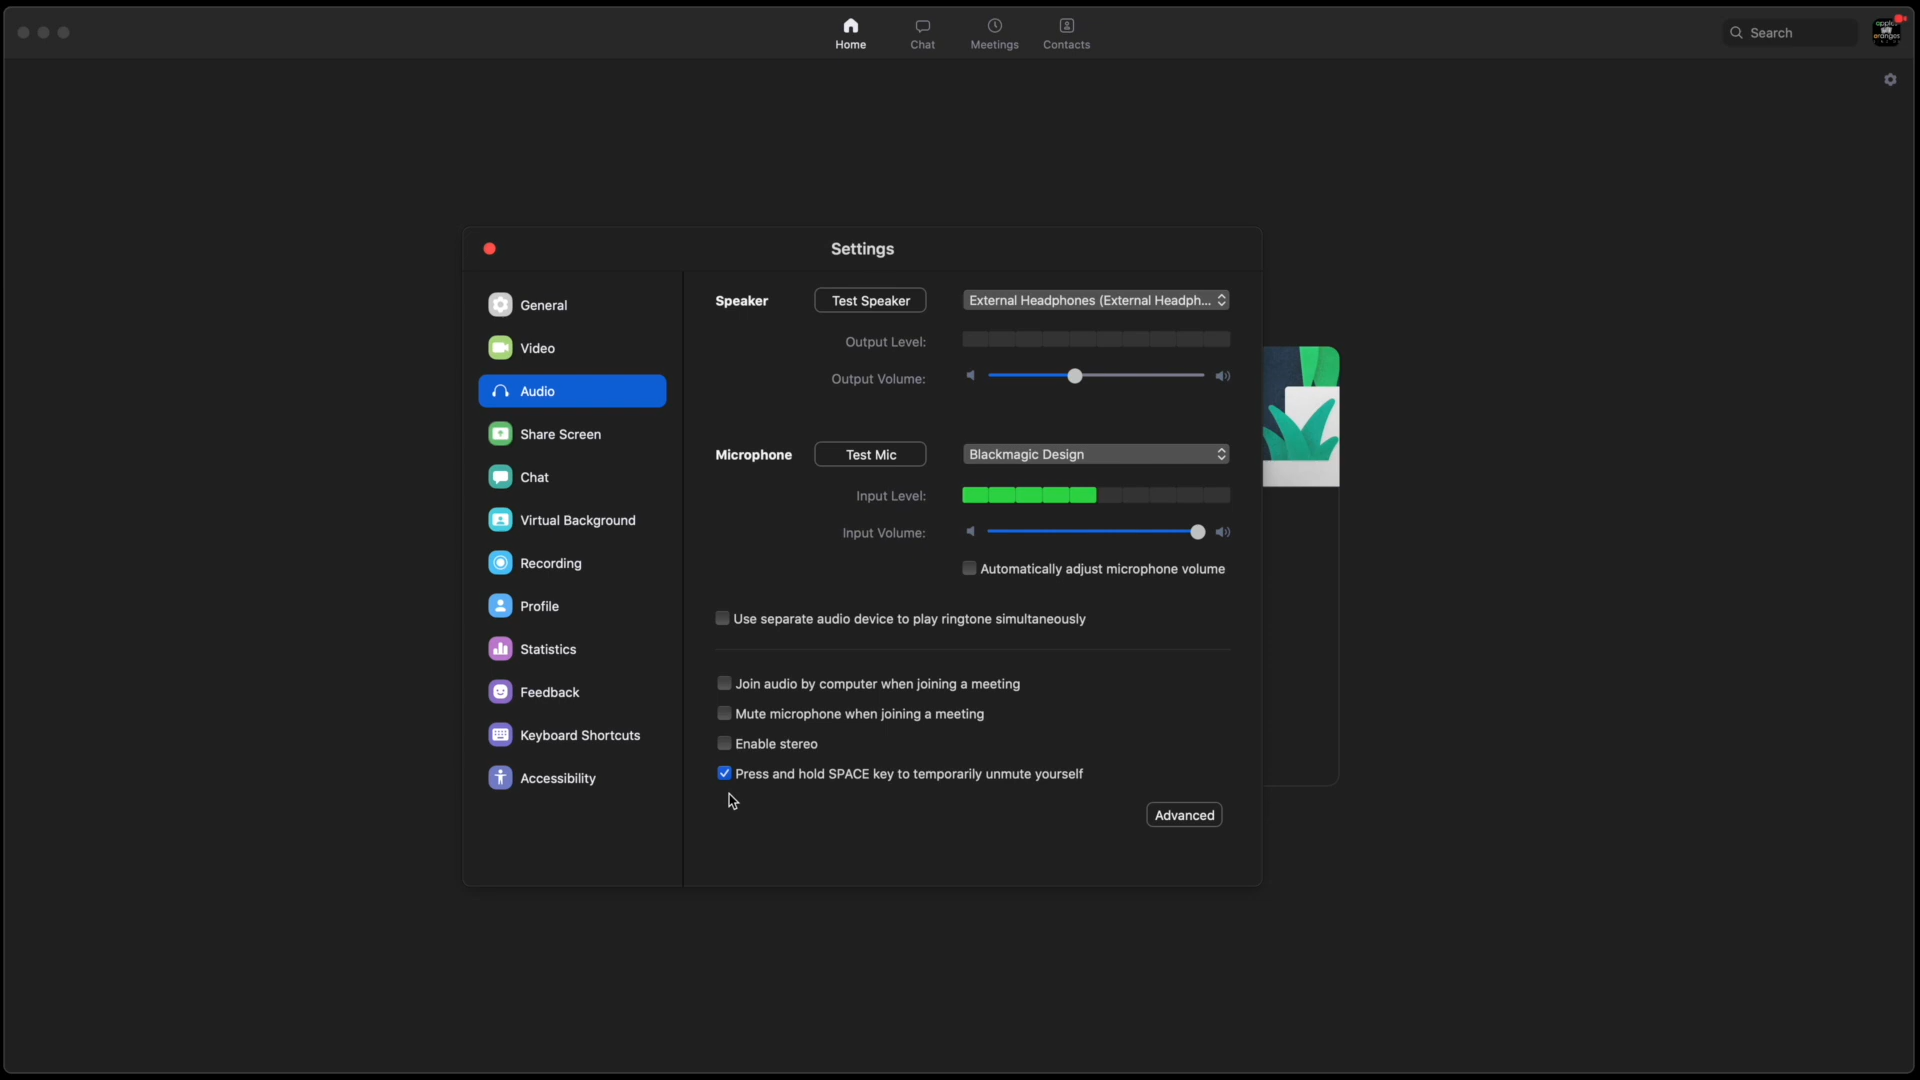 Home
Chat
Meetings
Contacts
Search
Settings
General
Video
Audio
Share Screen
Chat
Virtual Background
Recording
Profile
Statistics
Feedback
Keyboard Shortcuts
Accessibility
Speaker
Test Speaker
External Headphones (External Headph...
Output Level:
Output Volume:
Microphone
Test Mic
Blackmagic Design
Input Level:
Input Volume:
Automatically adjust microphone volume
Use separate audio device to play ringtone simultaneously
Join audio by computer when joining a meeting
Mute microphone when joining a meeting
Enable stereo
Press and hold SPACE key to temporarily unmute yourself
Advanced